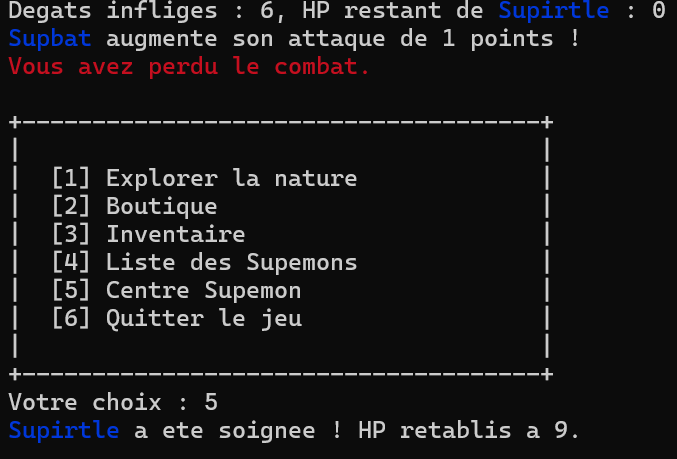 Degats infliges : 6, HP restant de Supirtle : 0
Supbat augmente son attaque de 1 points !
Vous avez perdu le combat.
+-------------------------------------+
|                                     |
|  [1] Explorer la nature             |
|  [2] Boutique                       |
|  [3] Inventaire                     |
|  [4] Liste des Supemons             |
|  [5] Centre Supemon                 |
|  [6] Quitter le jeu                 |
|                                     |
+-------------------------------------+
Votre choix : 5
Supirtle a ete soignee ! HP retablis a 9.